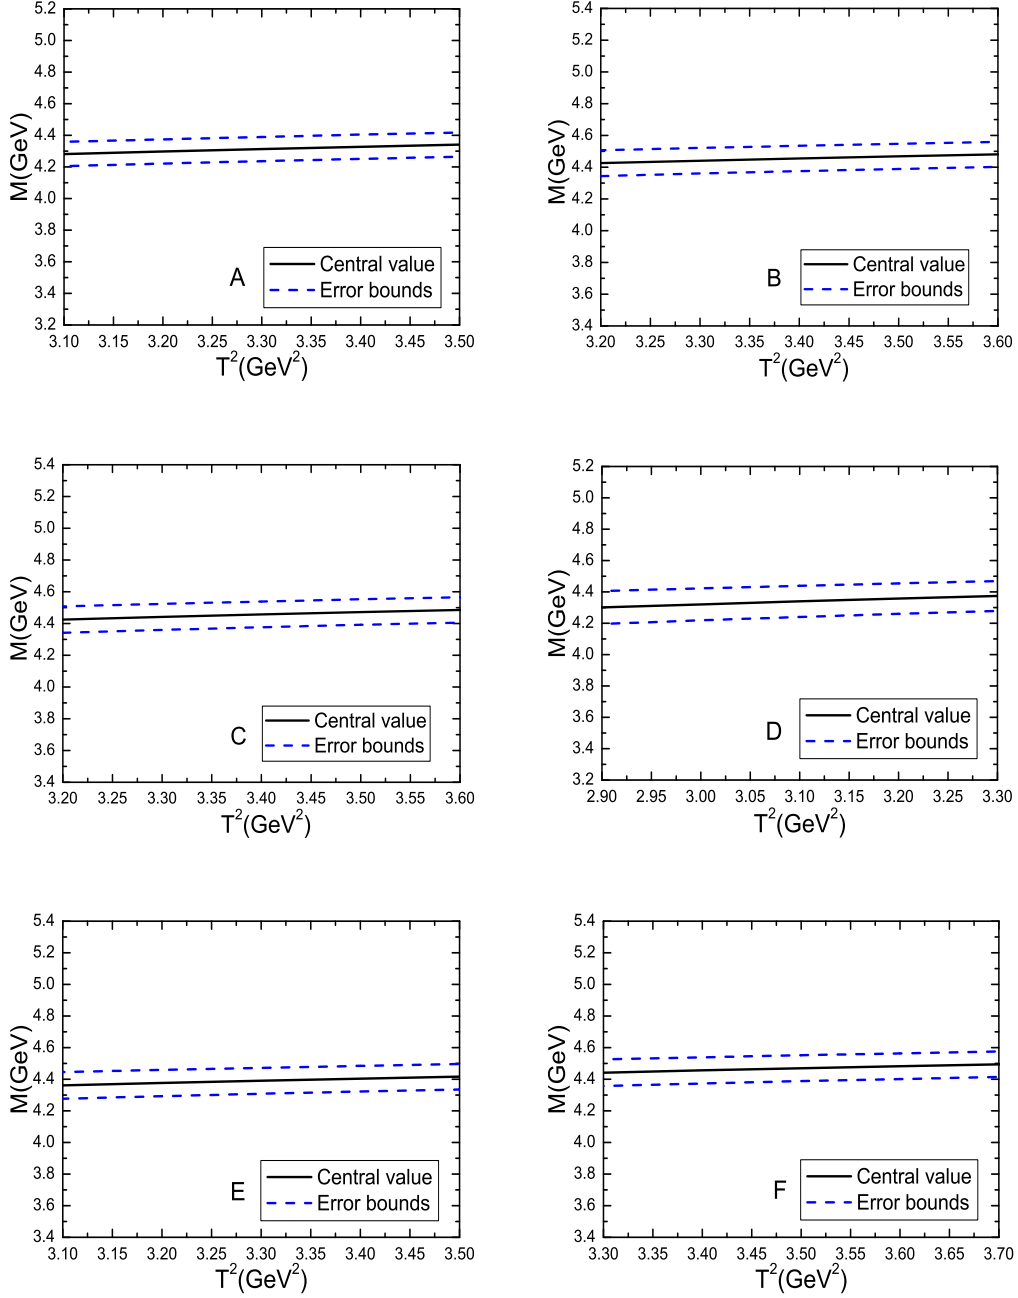 5.2
5.0
4.8
4.6
4.4
4.2
4.0
3.8
3.6
3.4
3.2
M(GeV)
A
Central value
Error bounds
3.10 3.15 3.20 3.25 3.30 3.35 3.40 3.45 3.50
T²(GeV²)
5.4
5.2
5.0
4.8
4.6
4.4
4.2
4.0
3.8
3.6
3.4
M(GeV)
B
Central value
Error bounds
3.20 3.25 3.30 3.35 3.40 3.45 3.50 3.55 3.60
T²(GeV²)
5.4
5.2
5.0
4.8
4.6
4.4
4.2
4.0
3.8
3.6
3.4
M(GeV)
C
Central value
Error bounds
3.20 3.25 3.30 3.35 3.40 3.45 3.50 3.55 3.60
T²(GeV²)
5.2
5.0
4.8
4.6
4.4
4.2
4.0
3.8
3.6
3.4
3.2
M(GeV)
D
Central value
Error bounds
2.90 2.95 3.00 3.05 3.10 3.15 3.20 3.25 3.30
T²(GeV²)
5.4
5.2
5.0
4.8
4.6
4.4
4.2
4.0
3.8
3.6
3.4
M(GeV)
E
Central value
Error bounds
3.10 3.15 3.20 3.25 3.30 3.35 3.40 3.45 3.50
T²(GeV²)
5.4
5.2
5.0
4.8
4.6
4.4
4.2
4.0
3.8
3.6
3.4
M(GeV)
F
Central value
Error bounds
3.30 3.35 3.40 3.45 3.50 3.55 3.60 3.65 3.70
T²(GeV²)